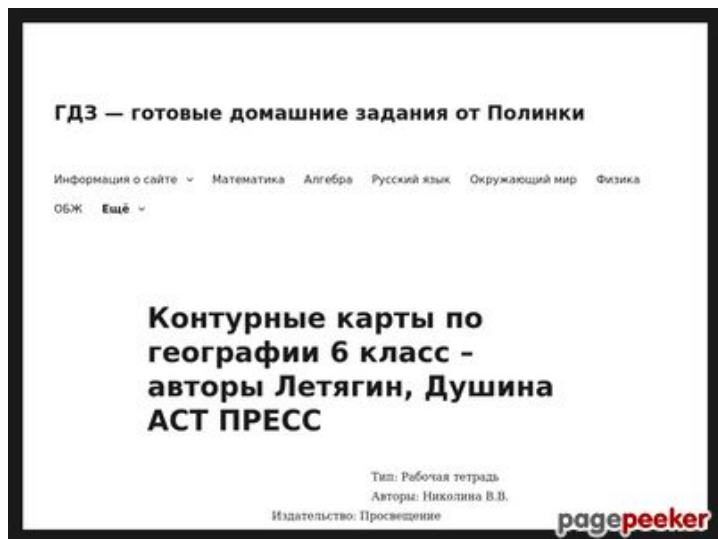 ГДЗ — готовые домашние задания от Полинки
Информация о сайте Математика Алгебра Русский язык Окружающий мир Физика
ОБЖ Ещё
Контурные карты по
географии 6 класс –
авторы Летягин, Душина
АСТ ПРЕСС
Тип: Рабочая тетрадь
Авторы: Николина В.В.
Издательство: Просвещение
pagepeeker